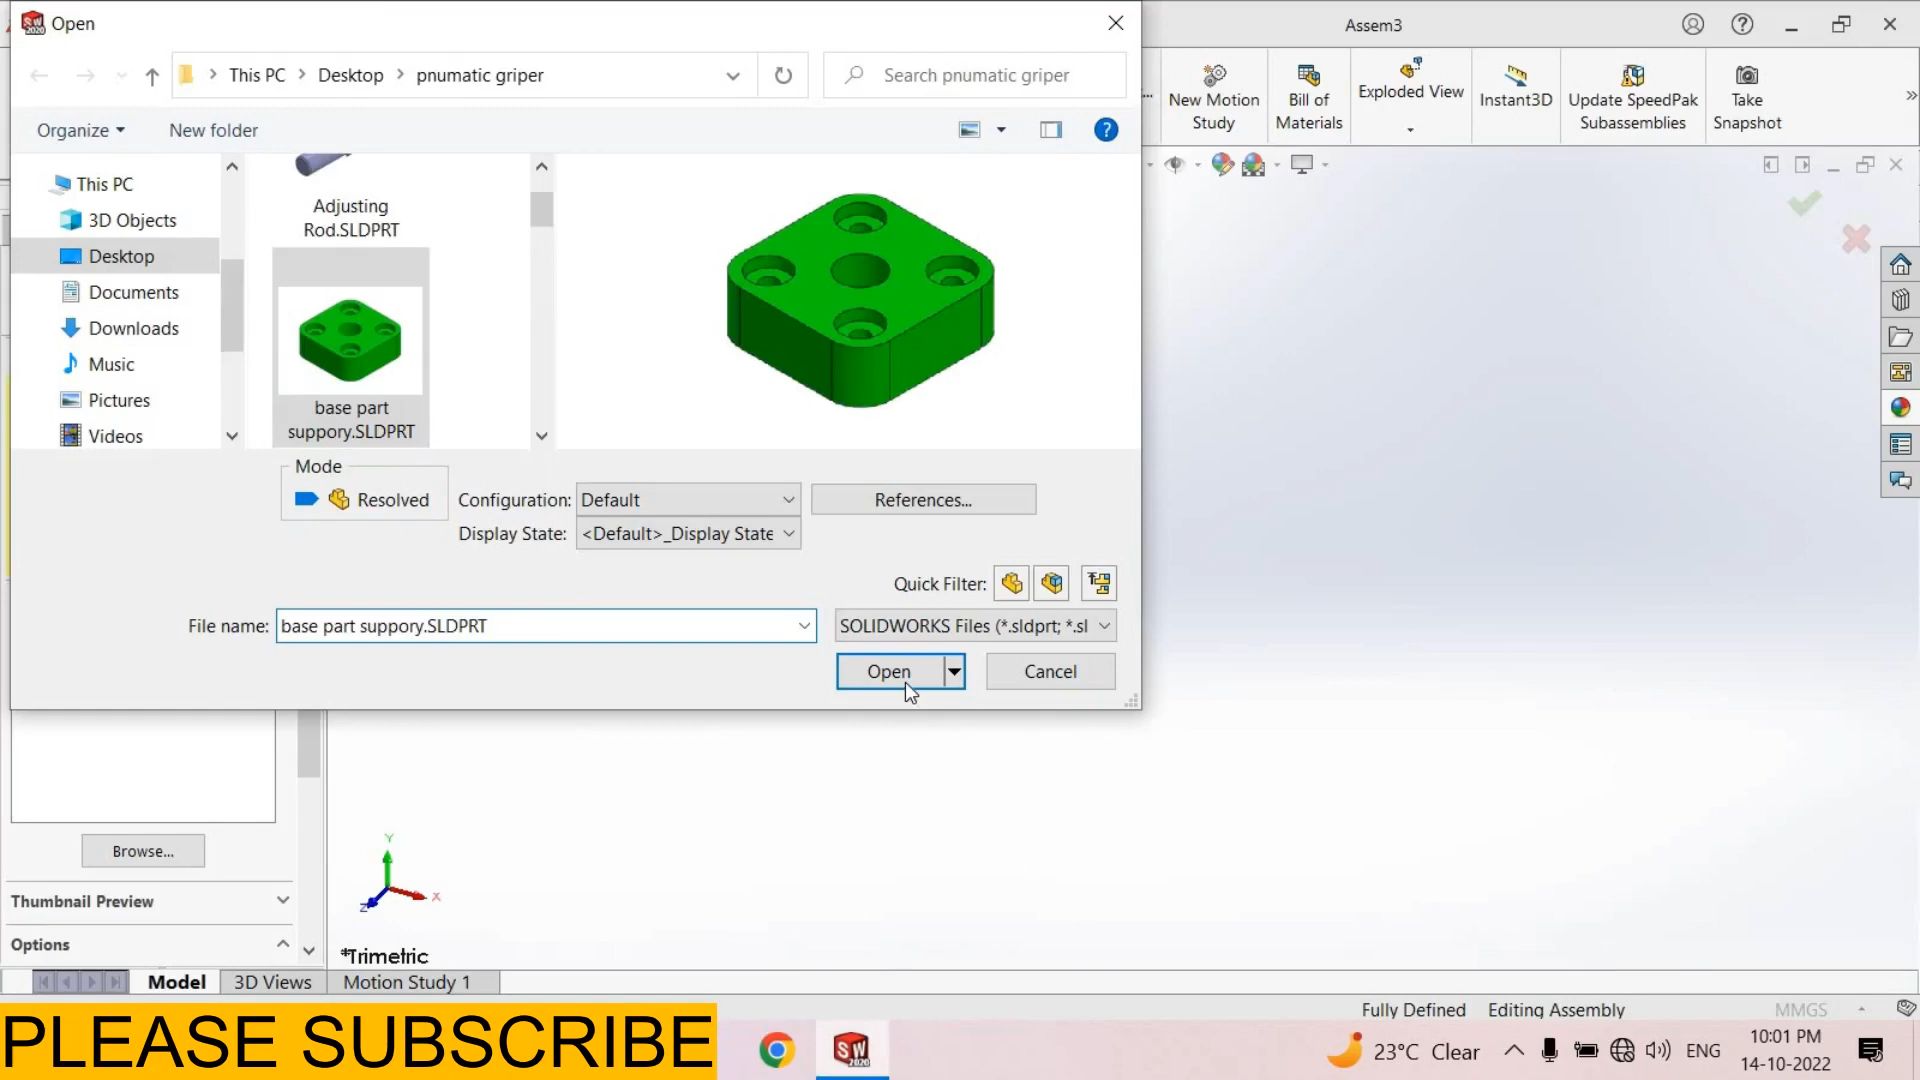 Open
Assem3
This PC > Desktop > pnumatic griper
Search pnumatic griper
New Motion Study
Bill of Materials
Exploded View
Instant3D
Update SpeedPak Subassemblies
Take Snapshot
Organize
New folder
This PC
3D Objects
Desktop
Documents
Downloads
Music
Pictures
Videos
Adjusting
Rod.SLDPRT
base part
suppory.SLDPRT
Mode
Resolved
Configuration: Default
References...
Display State: <Default>_Display State
Quick Filter:
File name: base part suppory.SLDPRT
SOLIDWORKS Files (*.sldprt; *.sl
Open
Cancel
Browse...
Thumbnail Preview
Options
Y
X
Z
*Trimetric
Model
3D Views
Motion Study 1
Fully Defined
Editing Assembly
MMGS
PLEASE SUBSCRIBE
SW
2020
23°C Clear
ENG
10:01 PM
14-10-2022